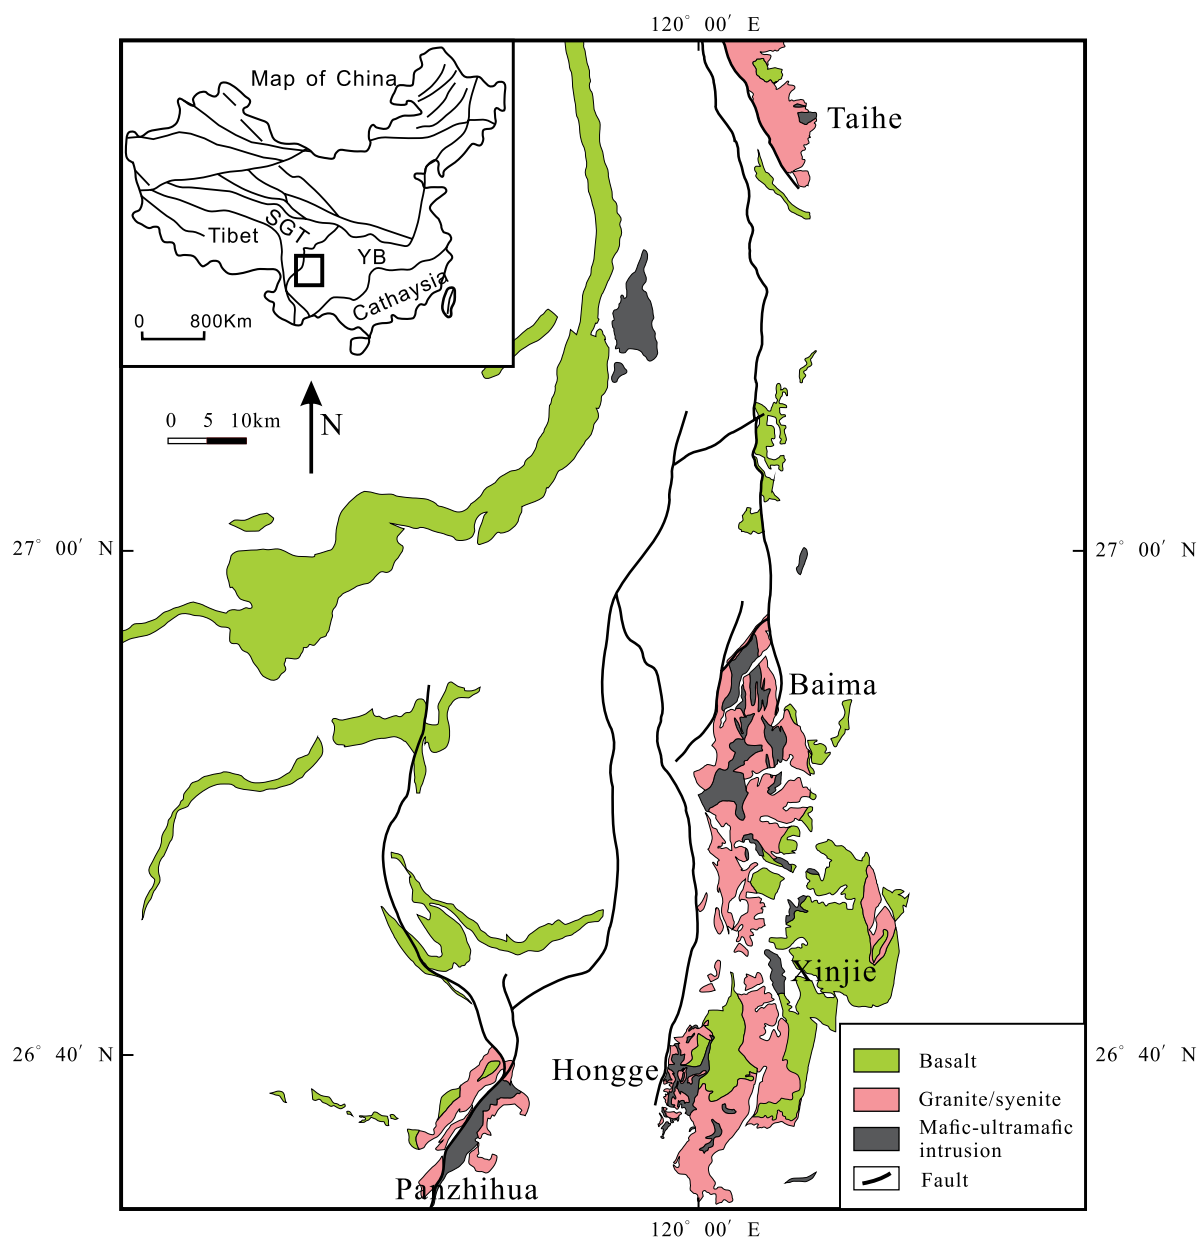 120° 00′ E
Map of China
Taihe
SGT
Tibet
YB
Cathaysia
0 800Km
0 5 10km
N
27° 00′ N
27° 00′ N
Baima
Xinjie
26° 40′ N
26° 40′ N
Hongge
Basalt
Granite/syenite
Mafic-ultramafic
intrusion
Fault
Panzhihua
120° 00′ E